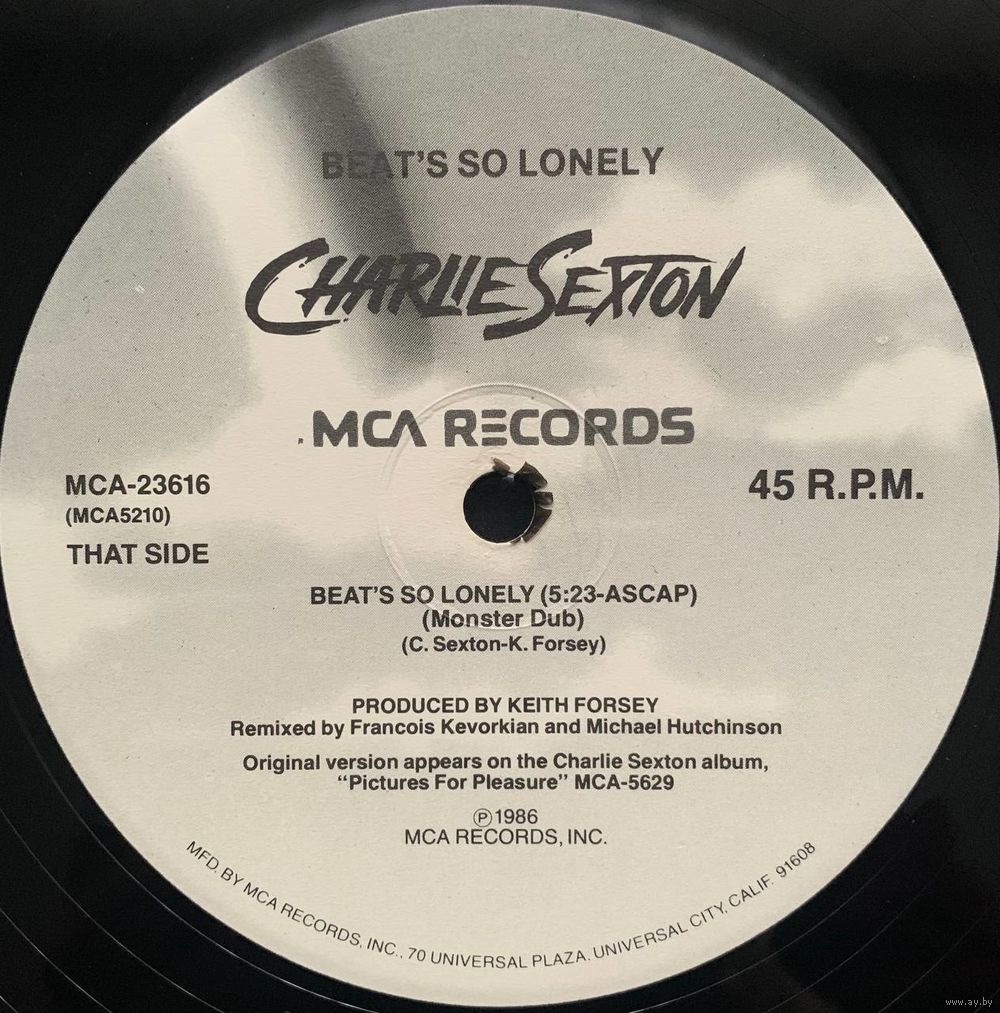 BEAT'S SO LONELY
CHARLIE SEXTON
MCA RECORDS
MCA-23616
(MCA5210)
THAT SIDE
45 R.P.M.
BEAT'S SO LONELY (5:23-ASCAP)
(Monster Dub)
(C. Sexton-K. Forsey)
PRODUCED BY KEITH FORSEY
Remixed by Francois Kevorkian and Michael Hutchinson
Original version appears on the Charlie Sexton album,
“Pictures For Pleasure” MCA-5629
℗1986
MCA RECORDS, INC.
MFD. BY MCA RECORDS, INC., 70 UNIVERSAL PLAZA. UNIVERSAL CITY, CALIF. 91608
www.ay.by